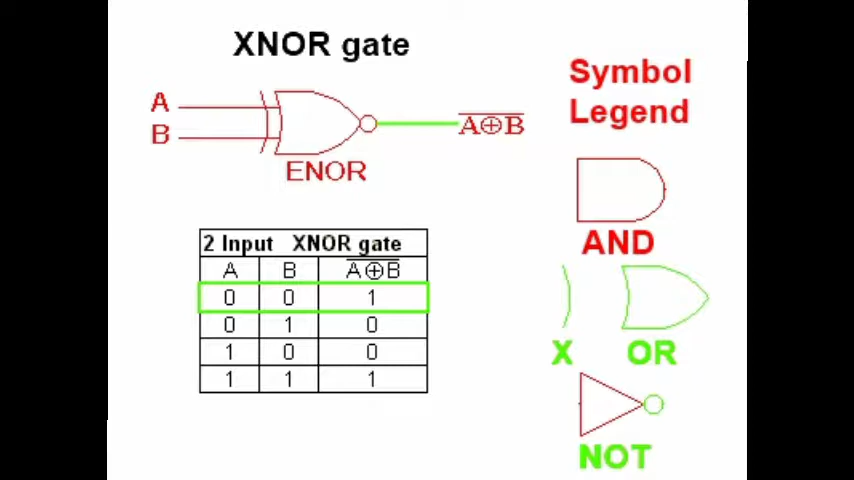 XNOR gate
A
B
A⊕B
ENOR
2 Input XNOR gate
A B A⊕B
0 0 1
0 1 0
1 0 0
1 1 1
Symbol
Legend
AND
X OR
NOT